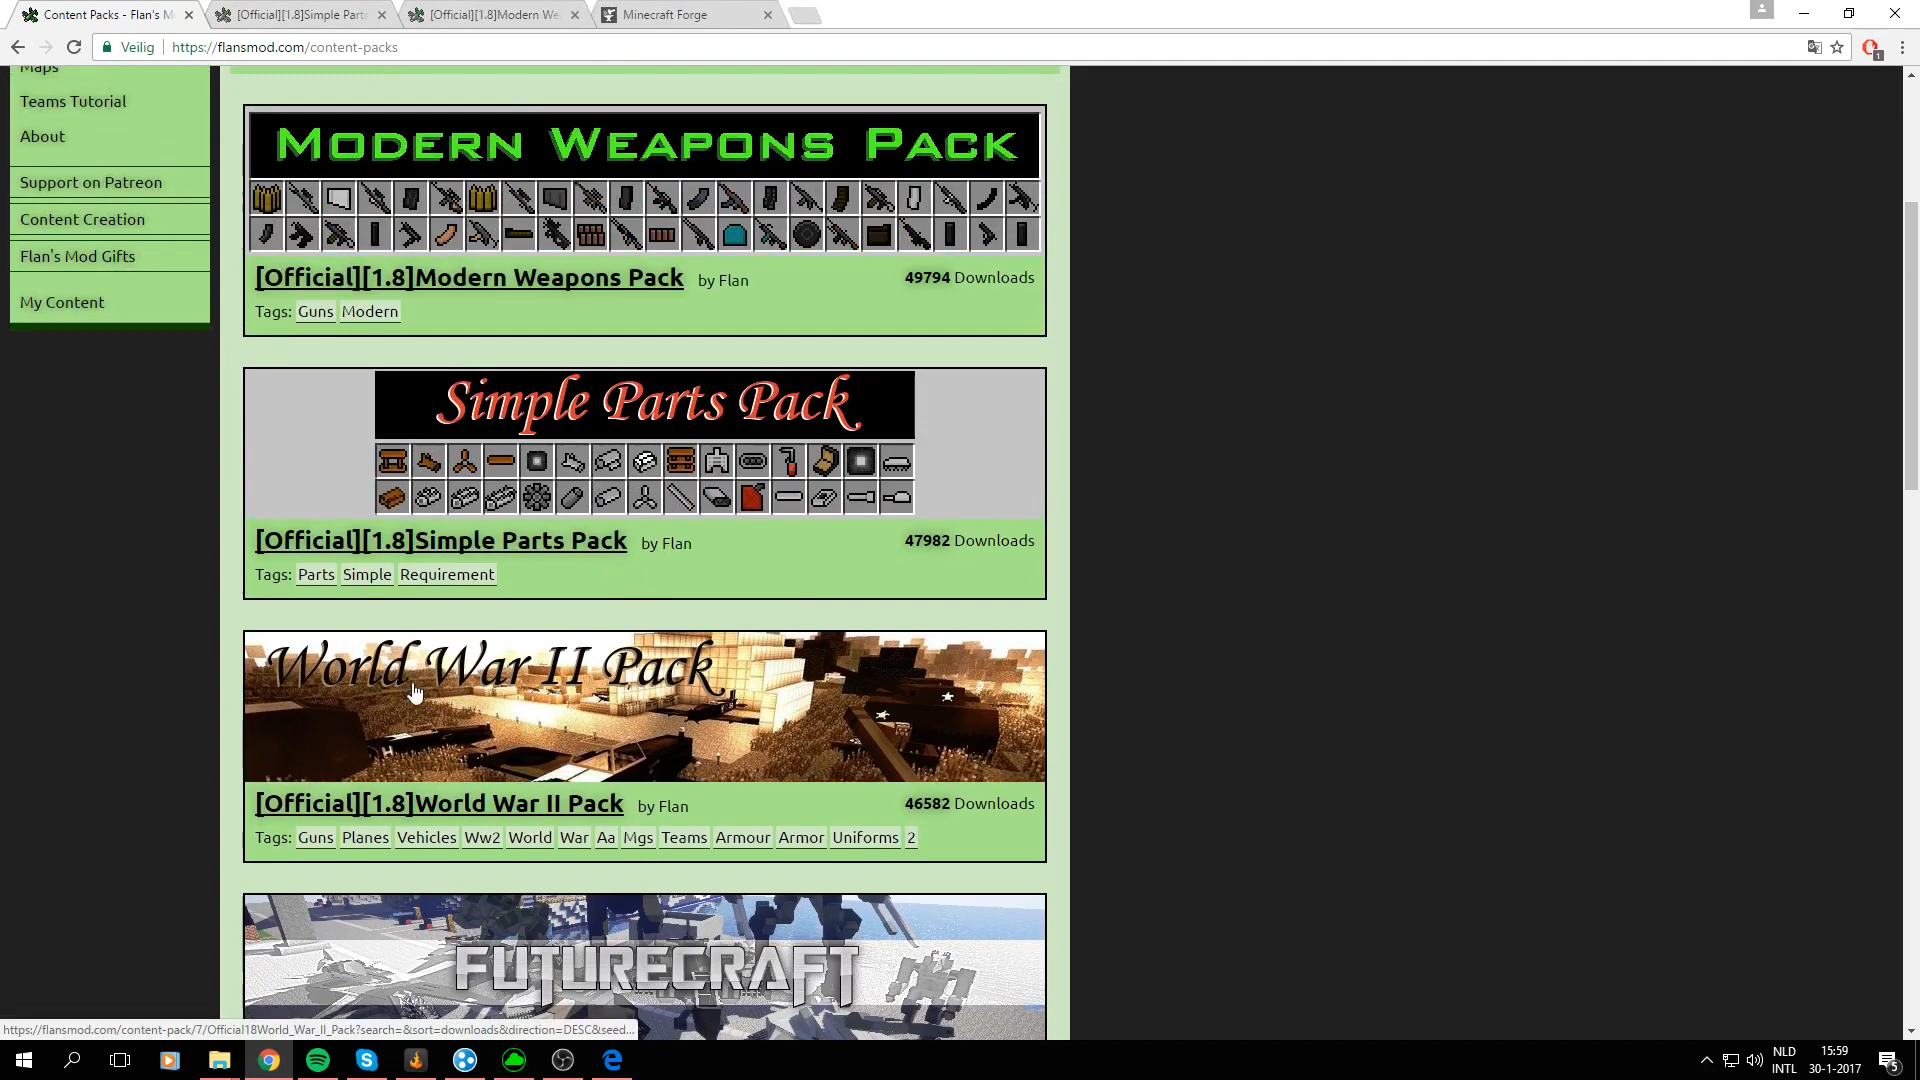 Content Packs - Flan's M
[Official][1.8]Simple Parts
[Official][1.8]Modern We
Minecraft Forge
Veilig
https://flansmod.com/content-packs
1
Maps
Teams Tutorial
About
Support on Patreon
Content Creation
Flan's Mod Gifts
My Content
Modern Weapons Pack
[Official][1.8]Modern Weapons Pack by Flan 49794 Downloads
Tags: Guns Modern
Simple Parts Pack
[Official][1.8]Simple Parts Pack by Flan 47982 Downloads
Tags: Parts Simple Requirement
World War II Pack
[Official][1.8]World War II Pack by Flan 46582 Downloads
Tags: Guns Planes Vehicles Ww2 World War Aa Mgs Teams Armour Armor Uniforms 2
FUTURECRAFT
https://flansmod.com/content-pack/7/Official18World_War_II_Pack?search=&sort=downloads&direction=DESC&seed...
NLD
INTL
15:59
30-1-2017
5